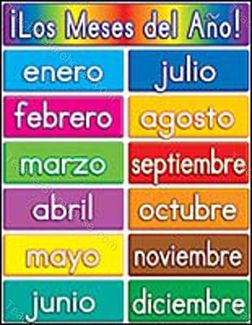 ¡Los Meses del Año!
enero julio
febrero agosto
marzo septiembre
abril octubre
mayo noviembre
junio diciembre